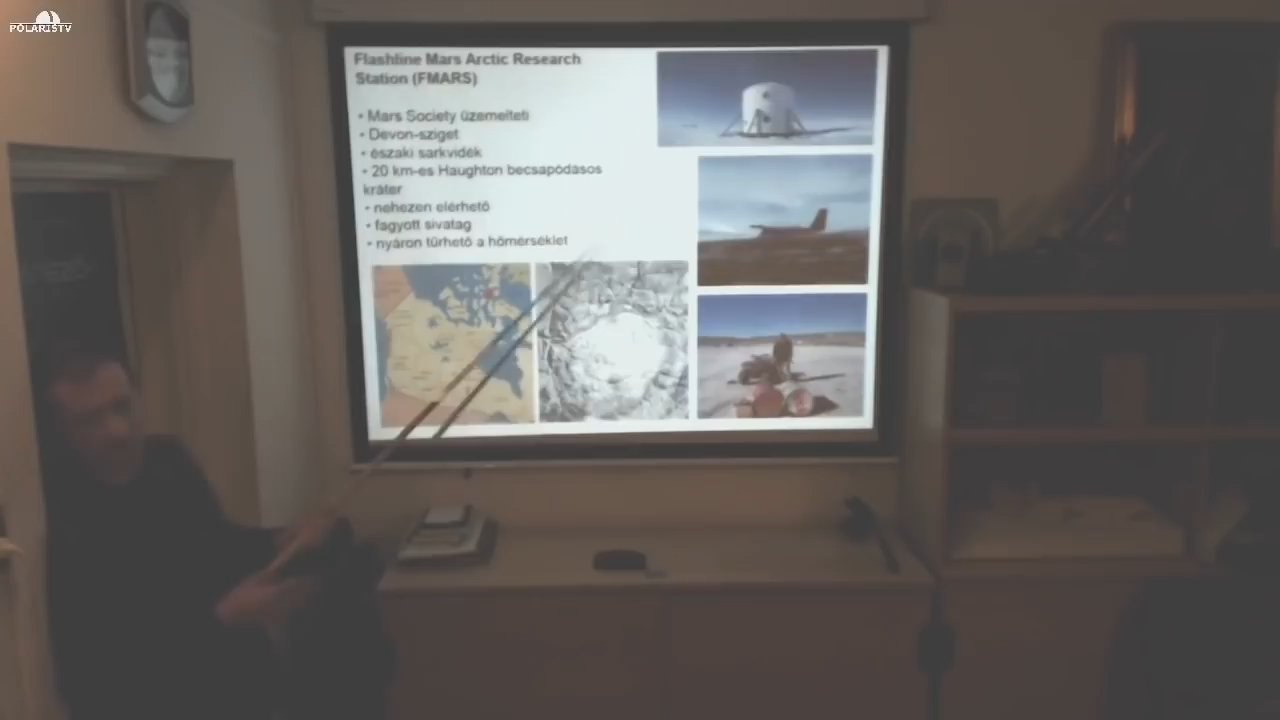 POLARISTV
Flashline Mars Arctic Research
Station (FMARS)
• Mars Society üzemelteti
• Devon-sziget
• északi sarkvidék
• 20 km-es Haughton becsapódásos
kráter
• nehezen elérhető
• fagyott sivatag
• nyáron tűrhető a hőmérséklet